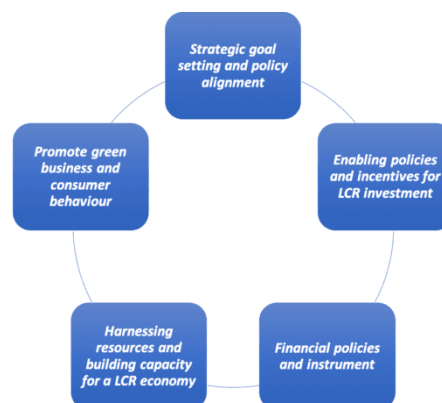 Strategic goal
setting and policy
alignment
Enabling policies
and incentives for
LCR investment
Financial policies
and instrument
Harnessing
resources and
building capacity
for a LCR economy
Promote green
business and
consumer
behaviour